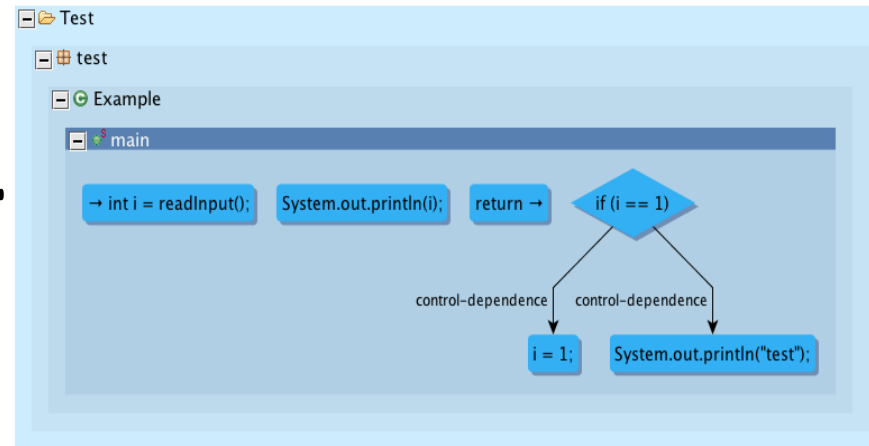 Test
test
Example
main
→ int i = readInput();
System.out.println(i);
return →
if (i == 1)
control-dependence
control-dependence
i = 1;
System.out.println("test");